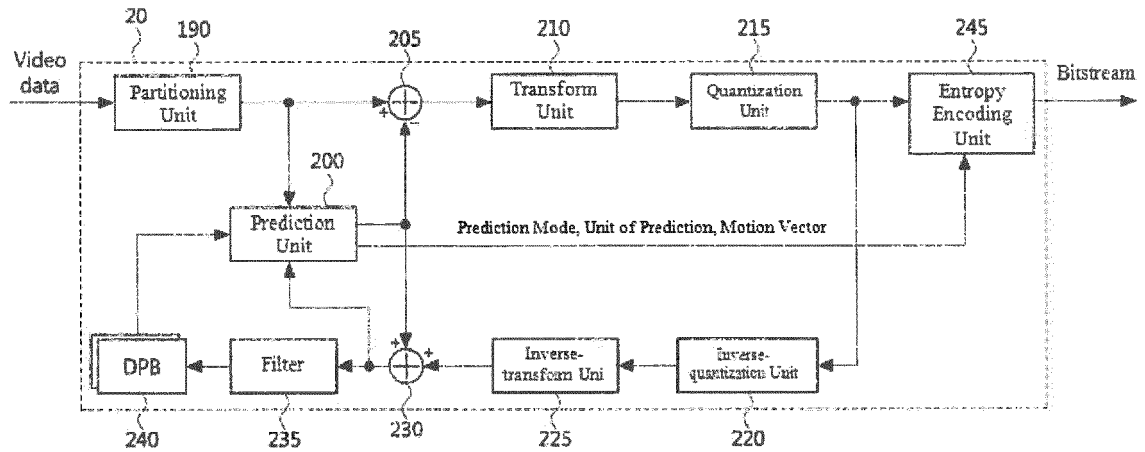 20
190
205
210
215
245
Video
data
Partitioning
Unit
+
−
Transform
Unit
Quantization
Unit
Entropy
Encoding
Unit
Bitstream
200
Prediction
Unit
Prediction Mode, Unit of Prediction, Motion Vector
DPB
Filter
+
+
Inverse-
transform Uni
Inverse-
quantization Unit
240
235
230
225
220